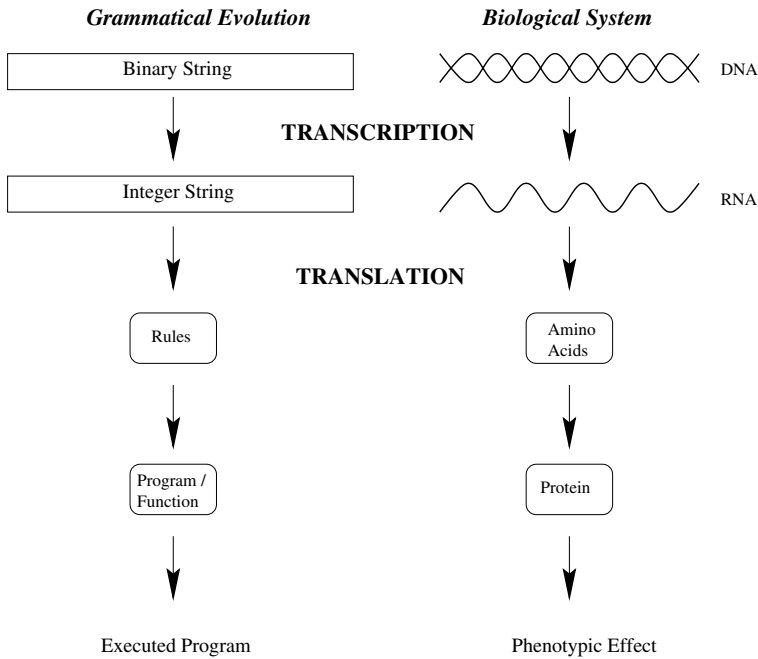 Grammatical Evolution
Biological System
Binary String
DNA
TRANSCRIPTION
Integer String
RNA
TRANSLATION
Rules
Amino
Acids
Program /
Function
Protein
Executed Program
Phenotypic Effect